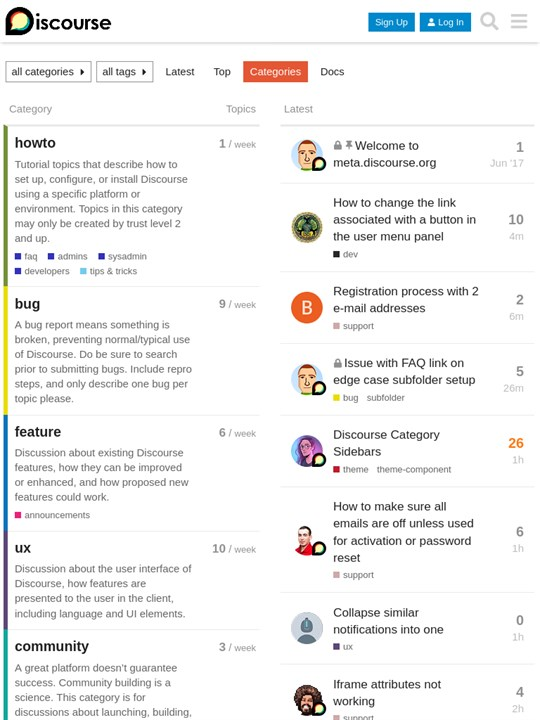 iscourse
Sign Up
Log In
all categories
all tags
Latest
Top
Categories
Docs
Category
Topics
howto
1 / week
Tutorial topics that describe how to
set up, configure, or install Discourse
using a specific platform or
environment. Topics in this category
may only be created by trust level 2
and up.
faq admins sysadmin
developers tips & tricks
bug
9 / week
A bug report means something is
broken, preventing normal/typical use
of Discourse. Do be sure to search
prior to submitting bugs. Include repro
steps, and only describe one bug per
topic please.
feature
Discussion about existing Discourse
features, how they can be improved
or enhanced, and how proposed new
features could work.
6 / week
announcements
ux
10 / week
Discussion about the user interface of
Discourse, how features are
presented to the user in the client,
including language and UI elements.
community
3 / week
A great platform doesn't guarantee
success. Community building is a
science. This category is for
discussions about launching, building,
Latest
Welcome to
meta.discourse.org
1
Jun '17
How to change the link
associated with a button in
the user menu panel
dev
10
4m
B
Registration process with 2
e-mail addresses
support
2
6m
Issue with FAQ link on
edge case subfolder setup
bug subfolder
5
26m
Discourse Category
Sidebars
theme theme-component
26
1h
How to make sure all
emails are off unless used
for activation or password
reset
support
6
1h
Collapse similar
notifications into one
ux
0
1h
Iframe attributes not
working
support
4
2h